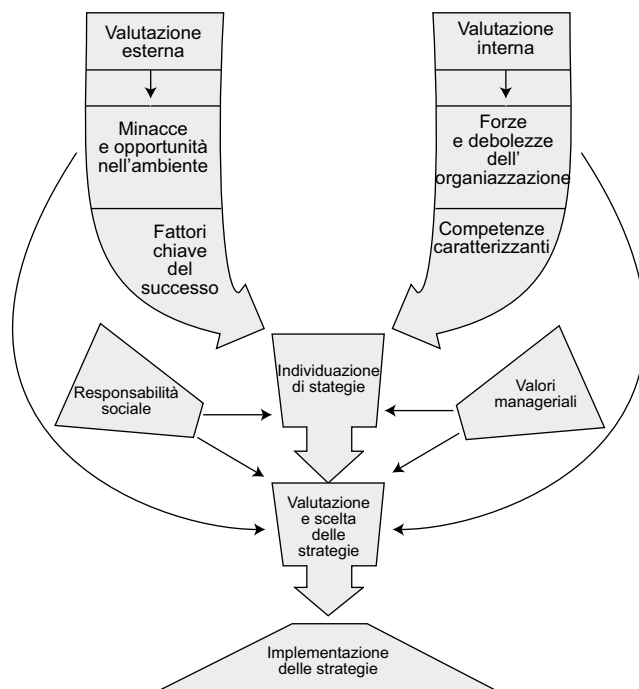 Valutazione
esterna
Minacce
e opportunità
nell'ambiente
Fattori
chiave
del
successo
Valutazione
interna
Forze
e debolezze
dell'
organiazzazione
Competenze
caratterizzanti
Individuazione
di stategie
Responsabilità
sociale
Valori
manageriali
Valutazione
e scelta
delle
strategie
Implementazione
delle strategie